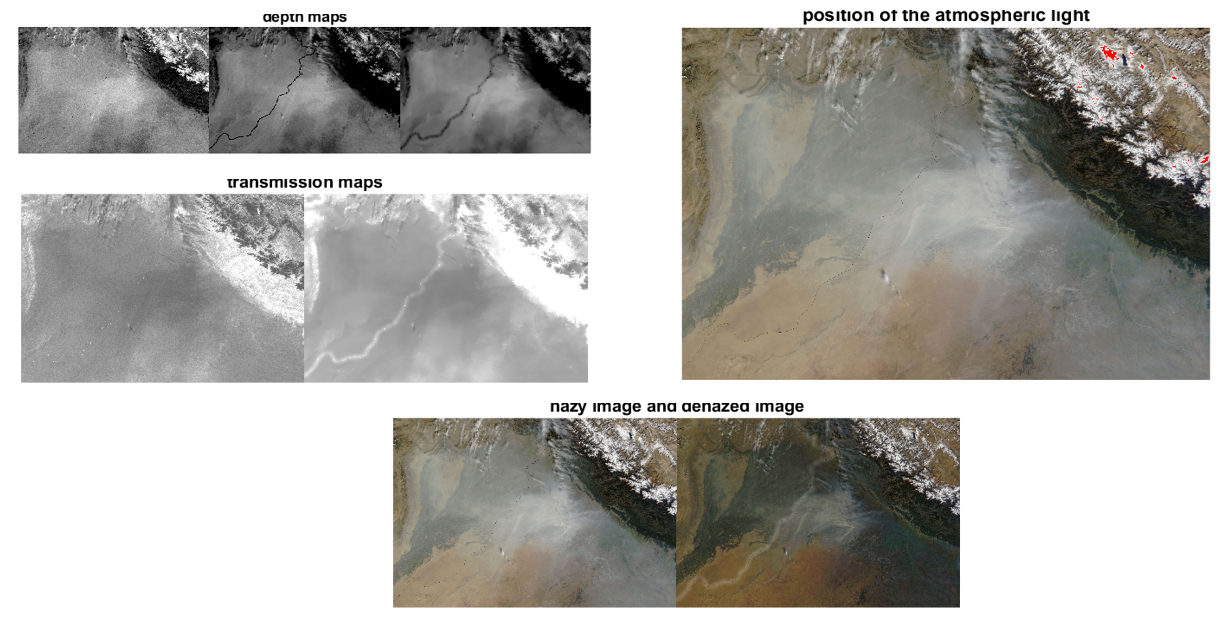 depth maps
position of the atmospheric light
transmission maps
hazy image and dehazed image